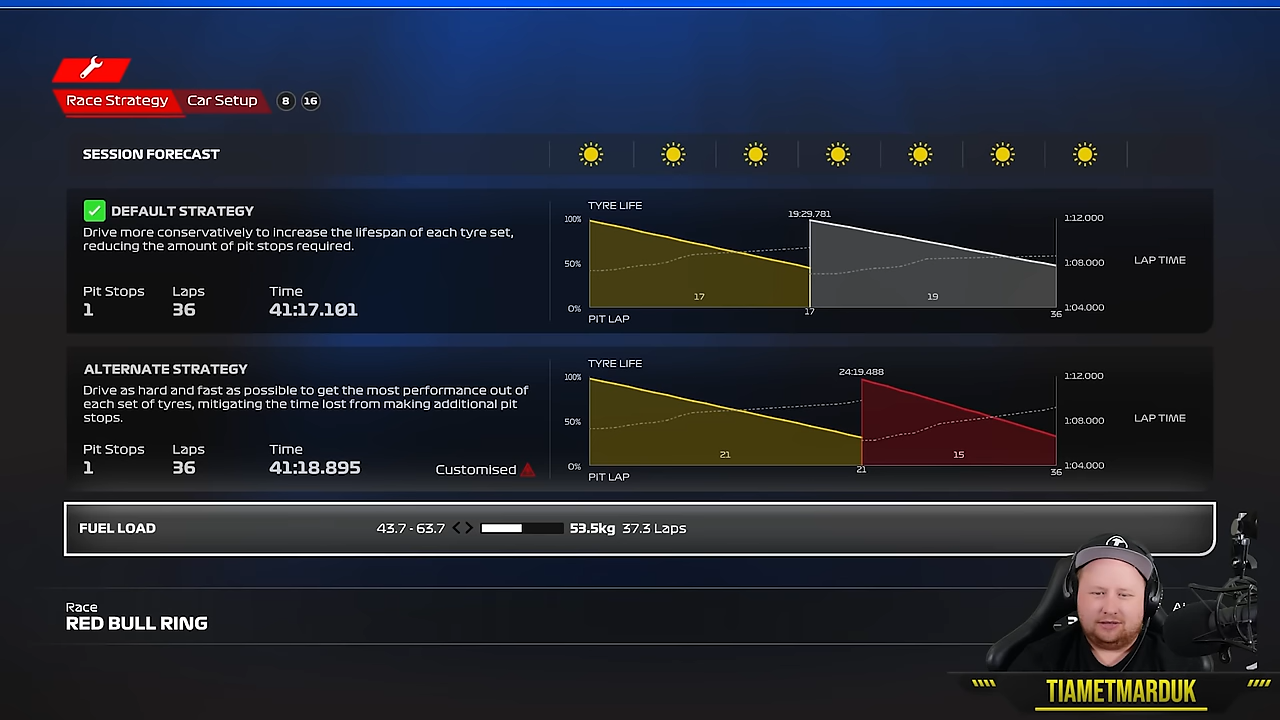 Race Strategy Car Setup 8 16
SESSION FORECAST
DEFAULT STRATEGY
Drive more conservatively to increase the lifespan of each tyre set,
reducing the amount of pit stops required.
Pit Stops Laps Time
1 36 41:17.101
TYRE LIFE
100%
50%
0%
PIT LAP
19:29.781
17
19
17
36
1:12.000
1:08.000
1:04.000
LAP TIME
ALTERNATE STRATEGY
Drive as hard and fast as possible to get the most performance out of
each set of tyres, mitigating the time lost from making additional pit
stops.
Pit Stops Laps Time
1 36 41:18.895
Customised
TYRE LIFE
100%
50%
0%
PIT LAP
24:19.488
21
15
21
36
1:12.000
1:08.000
1:04.000
LAP TIME
FUEL LOAD 43.7 - 63.7 53.5kg 37.3 Laps
Race
RED BULL RING
TIAMETMARDUK